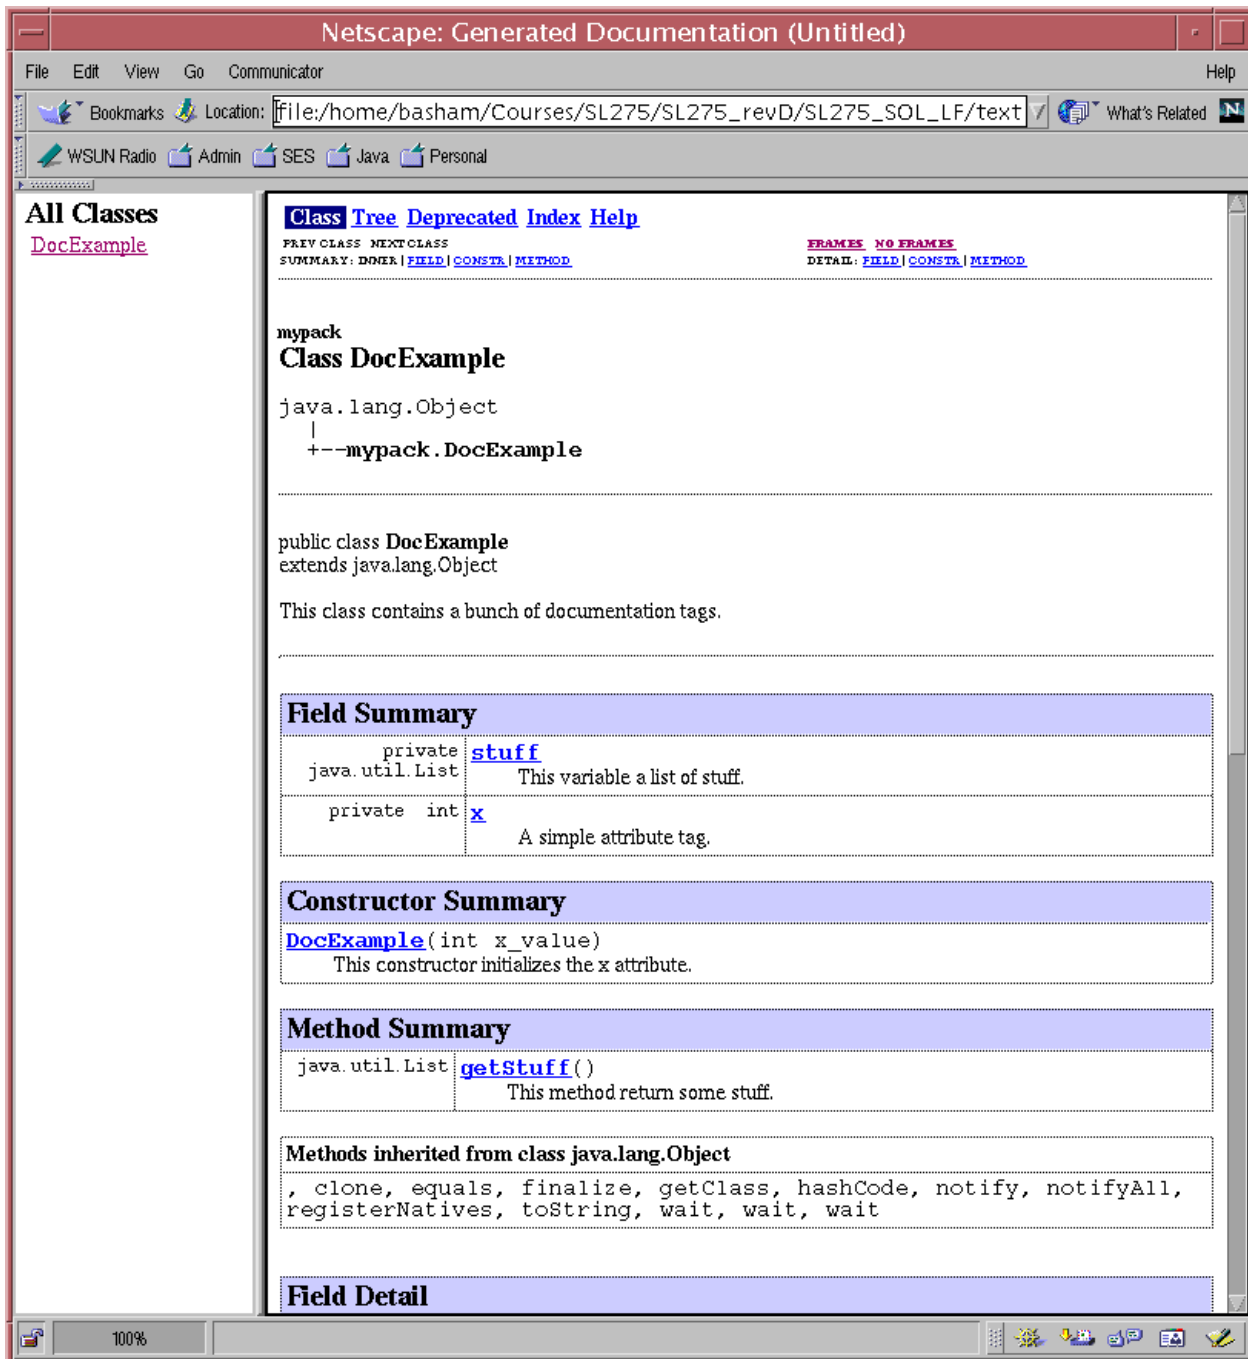 Netscape: Generated Documentation (Untitled)
File Edit View Go Communicator Help
Bookmarks Location: file:/home/basham/Courses/SL275/SL275_revD/SL275_SOL_LF/text What's Related N
WSUN Radio Admin SES Java Personal
All Classes
DocExample
Class Tree Deprecated Index Help
PREV CLASS NEXT CLASS FRAMES NO FRAMES
SUMMARY: INNER | FIELD | CONSTR | METHOD DETAIL: FIELD | CONSTR | METHOD
mypack
Class DocExample
java.lang.Object
|
+--mypack.DocExample
public class DocExample
extends java.lang.Object
This class contains a bunch of documentation tags.
Field Summary
private stuff
java.util.List This variable a list of stuff.
private int x
A simple attribute tag.
Constructor Summary
DocExample(int x_value)
This constructor initializes the x attribute.
Method Summary
java.util.List getStuff()
This method return some stuff.
Methods inherited from class java.lang.Object
, clone, equals, finalize, getClass, hashCode, notify, notifyAll,
registerNatives, toString, wait, wait, wait
Field Detail
100%